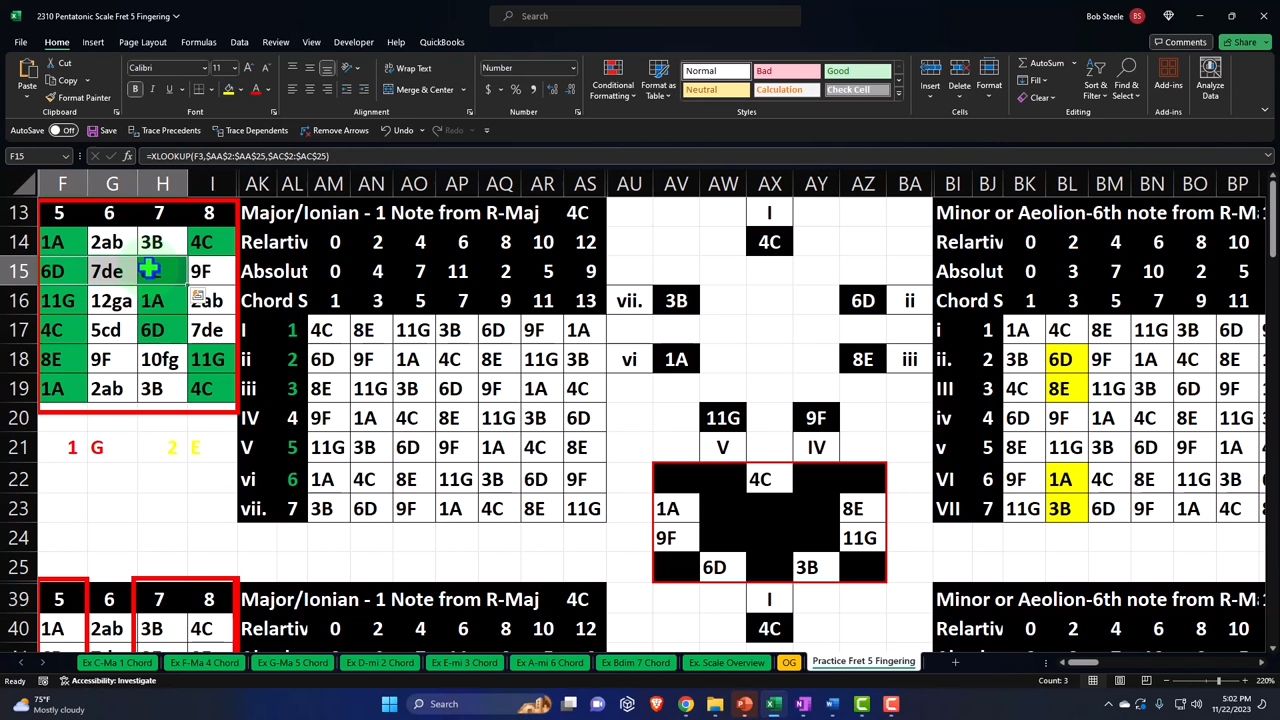 2310 Pentatonic Scale Fret 5 Fingering
Search
Bob Steele BS
File Home Insert Page Layout Formulas Data Review View Developer Help QuickBooks
Comments Share
Cut
Copy
Format Painter
Paste
Clipboard
Calibri 11
Font
Wrap Text
Merge & Center
Alignment
Number
Number
Conditional Formatting
Format as Table
Normal Bad Good
Neutral Calculation Check Cell
Styles
Insert Delete Format
Cells
AutoSum
Fill
Clear
Sort & Filter
Find & Select
Editing
Add-ins
Add-ins
Analyze Data
AutoSave Off Save Trace Precedents Trace Dependents Remove Arrows Undo Redo
F15 =XLOOKUP(F3,$AA$2:$AA$25,$AC$2:$AC$25)
F G H I AK AL AM AN AO AP AQ AR AS AU AV AW AX AY AZ BA BI BJ BK BL BM BN BO BP
13 5 6 7 8 Major/Ionian - 1 Note from R-Maj 4C I Minor or Aeolion-6th note from R-Maj
14 1A 2ab 3B 4C Relartiv 0 2 4 6 8 10 12 4C Relartiv 0 2 4 6 8 10
15 6D 7de 9F Absolut 0 4 7 11 2 5 9 Absolut 0 3 7 10 2 5
16 11G 12ga 1A 2ab Chord S 1 3 5 7 9 11 13 vii. 3B 6D ii Chord S 1 3 5 7 9 11
17 4C 5cd 6D 7de I 1 4C 8E 11G 3B 6D 9F 1A i 1 1A 4C 8E 11G 3B 6D
18 8E 9F 10fg 11G ii 2 6D 9F 1A 4C 8E 11G 3B vi 1A 8E iii ii. 2 3B 6D 9F 1A 4C 8E
19 1A 2ab 3B 4C iii 3 8E 11G 3B 6D 9F 1A 4C III 3 4C 8E 11G 3B 6D 9F
20 IV 4 9F 1A 4C 8E 11G 3B 6D 11G 9F iv 4 6D 9F 1A 4C 8E 11G
21 1 G 2 E V 5 11G 3B 6D 9F 1A 4C 8E V IV v 5 8E 11G 3B 6D 9F 1A
22 vi 6 1A 4C 8E 11G 3B 6D 9F 4C VI 6 9F 1A 4C 8E 11G 3B
23 vii. 7 3B 6D 9F 1A 4C 8E 11G 1A 8E VII 7 11G 3B 6D 9F 1A 4C
24 9F 11G
25 6D 3B
39 5 6 7 8 Major/Ionian - 1 Note from R-Maj 4C I Minor or Aeolion-6th note from R-Maj
40 1A 2ab 3B 4C Relartiv 0 2 4 6 8 10 12 4C Relartiv 0 2 4 6 8 10
Ex C-Ma 1 Chord Ex F-Ma 4 Chord Ex G-Ma 5 Chord Ex D-mi 2 Chord Ex E-mi 3 Chord Ex A-mi 6 Chord Ex Bdim 7 Chord Ex. Scale Overview OG Practice Fret 5 Fingering
Ready Accessibility: Investigate Count: 3 220%
75°F
Mostly cloudy
Search
5:02 PM
11/22/2023